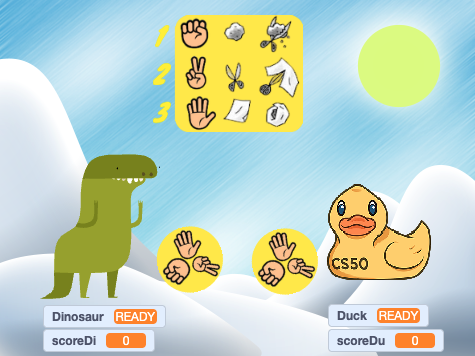 1
2
3
CS50
Dinosaur READY
scoreDi 0
Duck READY
scoreDu 0